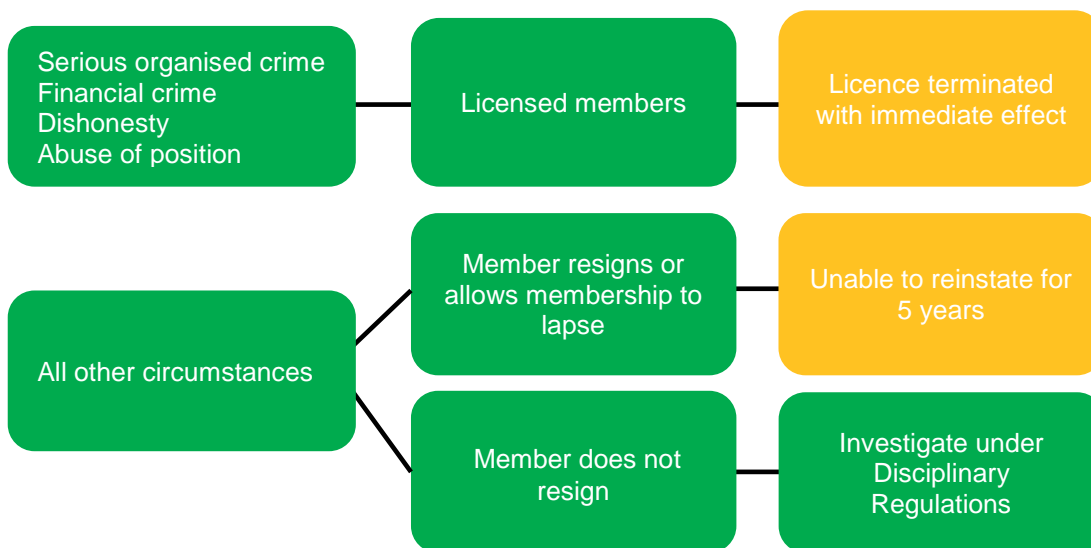 Serious organised crime
Financial crime
Dishonesty
Abuse of position
Licensed members
Licence terminated
with immediate effect
All other circumstances
Member resigns or
allows membership to
lapse
Unable to reinstate for
5 years
Member does not
resign
Investigate under
Disciplinary
Regulations